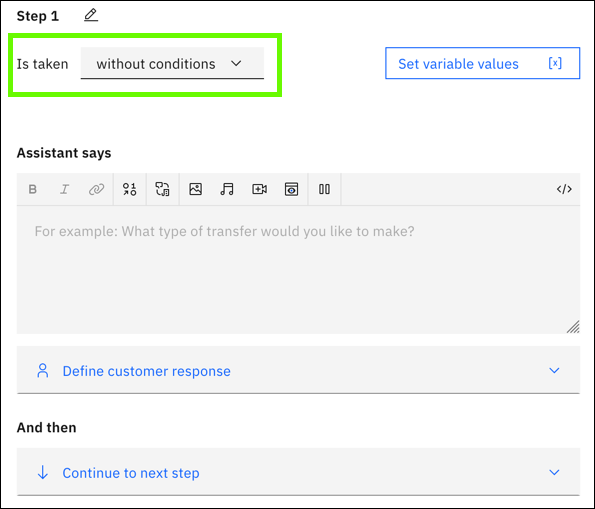 Step 1
Is taken without conditions
Set variable values [x]
Assistant says
B I </>
For example: What type of transfer would you like to make?
Define customer response
And then
Continue to next step